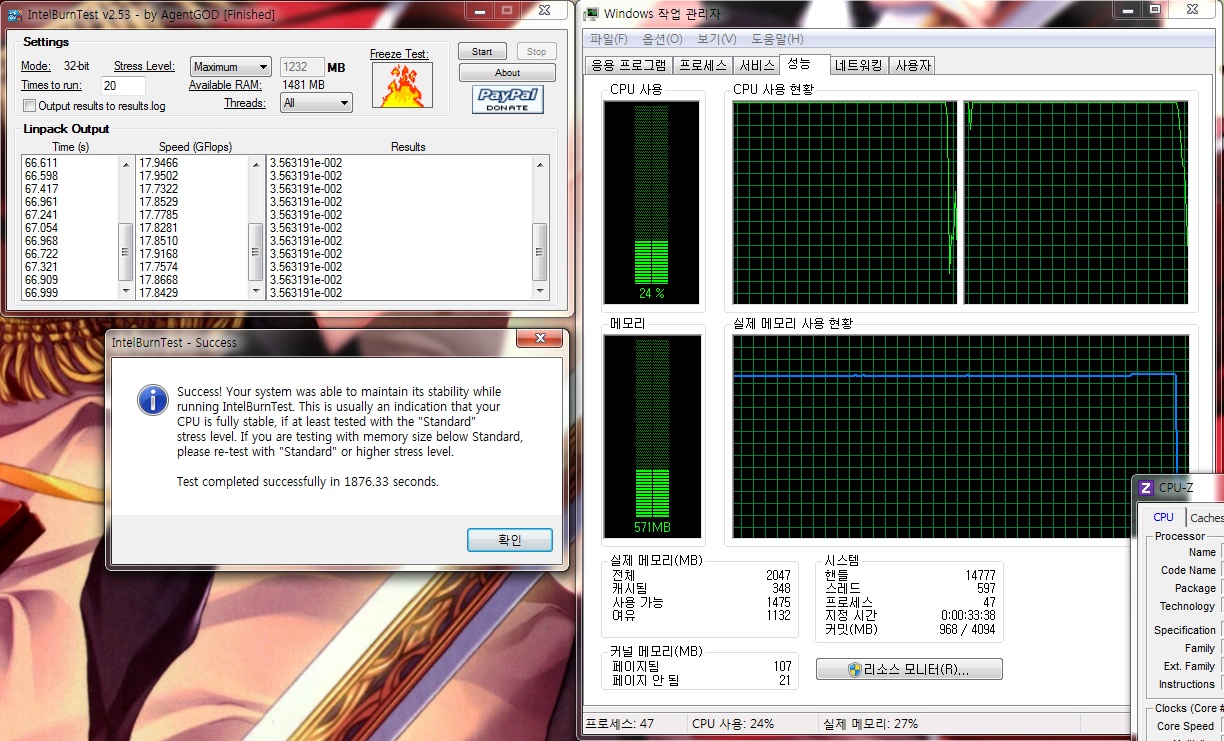 IntelBurnTest v2.53 - by AgentGOD [Finished]
Settings
Mode: 32-bit Stress Level: Maximum 1232 MB
Times to run: 20 Available RAM: 1481 MB
Output results to results.log Threads: All
Freeze Test:
Start Stop
About
PayPal
DONATE
Linpack Output
Time (s) Speed (GFlops) Results
66.611 17.9466 3.563191e-002
66.598 17.9502 3.563191e-002
67.417 17.7322 3.563191e-002
66.961 17.8529 3.563191e-002
67.241 17.7785 3.563191e-002
67.054 17.8281 3.563191e-002
66.968 17.8510 3.563191e-002
66.722 17.9168 3.563191e-002
67.321 17.7574 3.563191e-002
66.909 17.8668 3.563191e-002
66.999 17.8429 3.563191e-002
IntelBurnTest - Success
Success! Your system was able to maintain its stability while
running IntelBurnTest. This is usually an indication that your
CPU is fully stable, if at least tested with the "Standard"
stress level. If you are testing with memory size below Standard,
please re-test with "Standard" or higher stress level.
Test completed successfully in 1876.33 seconds.
확인
Windows 작업 관리자
파일(F) 옵션(O) 보기(V) 도움말(H)
응용 프로그램 프로세스 서비스 성능 네트워킹 사용자
CPU 사용 CPU 사용 현황
24 %
메모리 실제 메모리 사용 현황
571MB
실제 메모리(MB)
전체 2047
캐시됨 348
사용 가능 1475
여유 1132
커널 메모리(MB)
페이지됨 107
페이지 안 됨 21
시스템
핸들 14777
스레드 597
프로세스 47
지정 시간 0:00:33:38
커밋(MB) 968 / 4094
리소스 모니터(R)...
프로세스: 47 CPU 사용: 24% 실제 메모리: 27%
CPU-Z
CPU Caches
Processor
Name
Code Name
Package
Technology
Specification
Family
Ext. Family
Instructions
Clocks (Core #
Core Speed